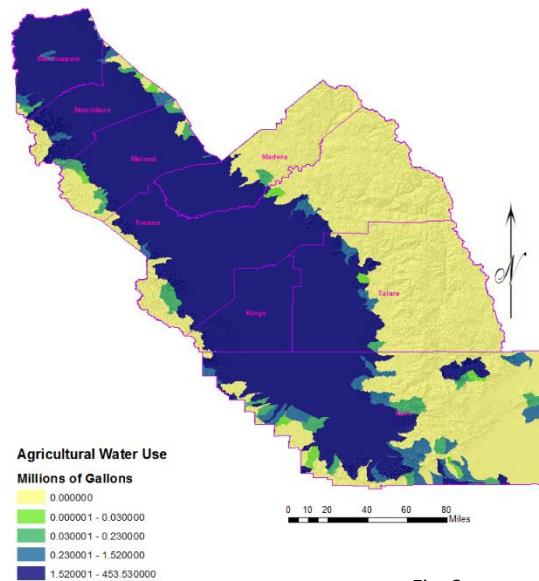 San Joaquin
Stanislaus
Merced
Madera
Fresno
Tulare
Kings
N
Agricultural Water Use
Millions of Gallons
0.000000
0.000001 - 0.030000
0.030001 - 0.230000
0.230001 - 1.520000
1.520001 - 453.530000
0 10 20 40 60 80
Miles